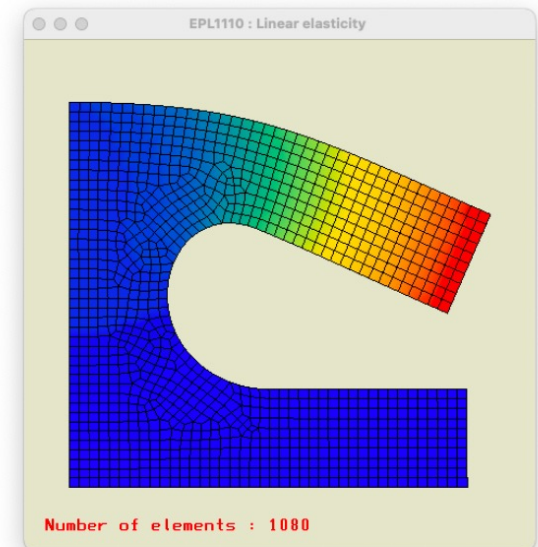 EPL1110 : Linear elasticity
Number of elements : 1080